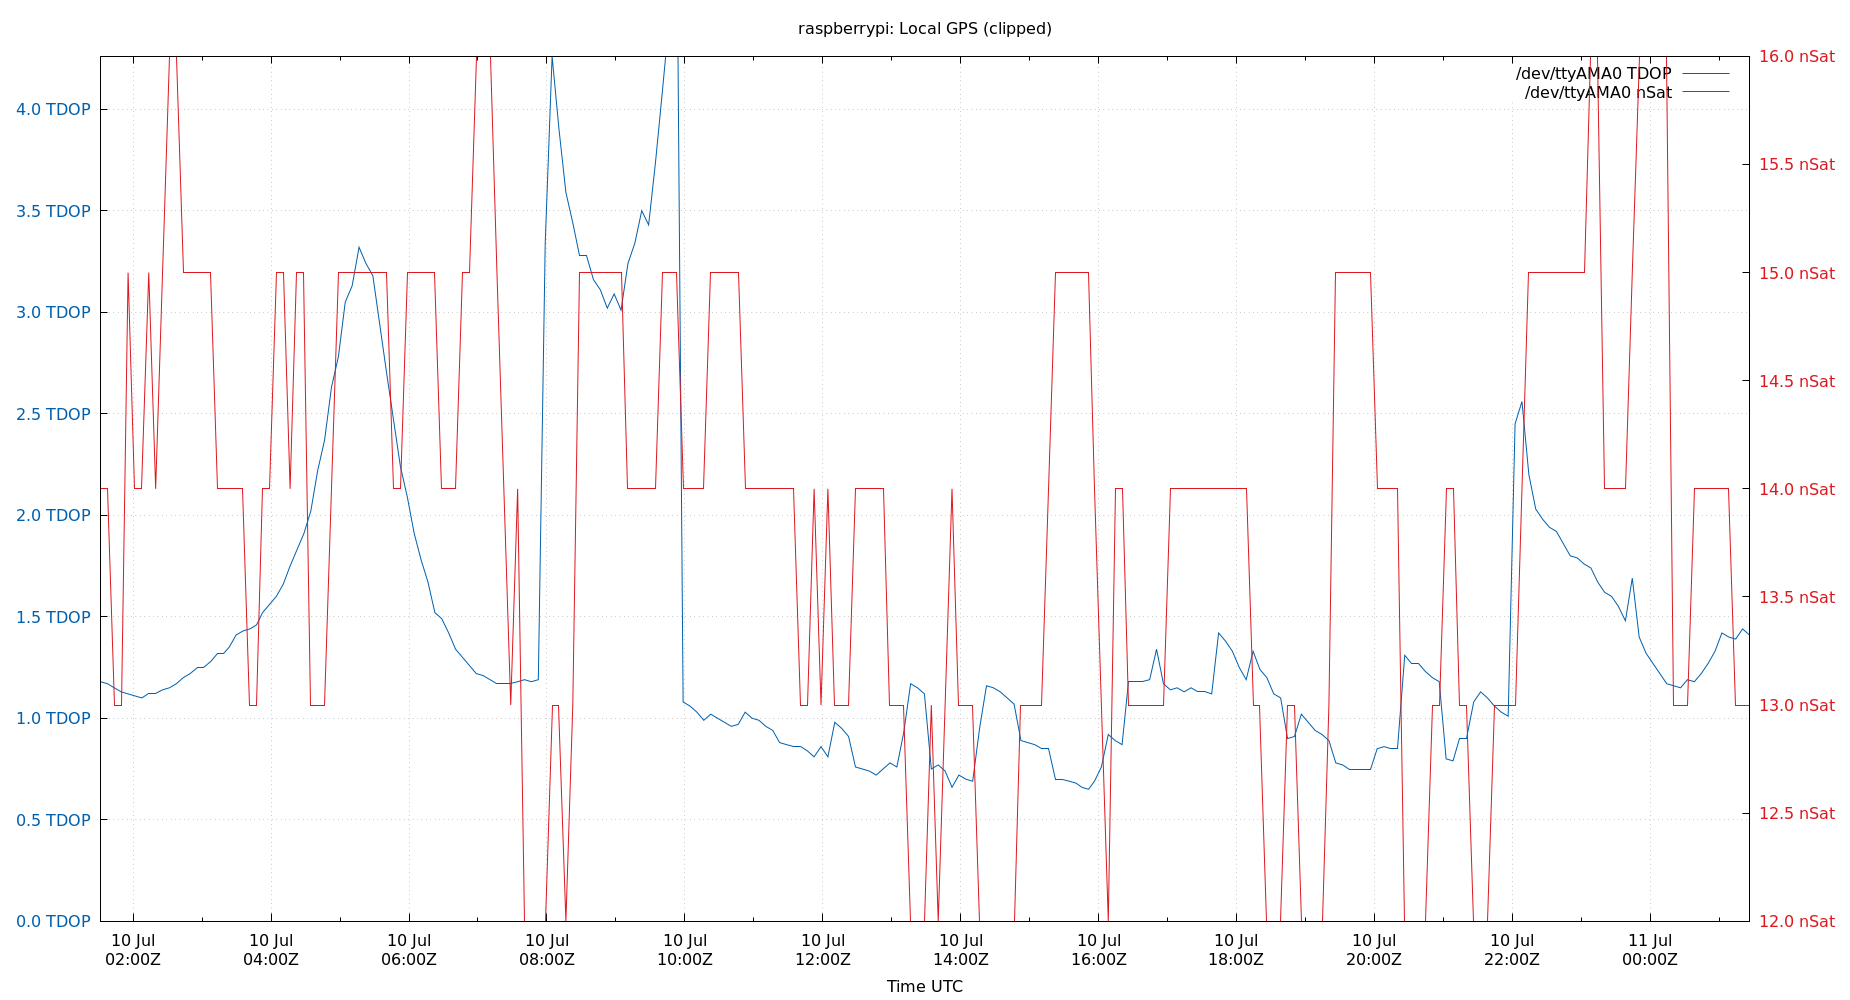 raspberrypi: Local GPS (clipped)
16.0 nSat
/dev/ttyAMA0 TDOP
/dev/ttyAMA0 nSat
4.0 TDOP
15.5 nSat
3.5 TDOP
15.0 nSat
3.0 TDOP
14.5 nSat
2.5 TDOP
14.0 nSat
2.0 TDOP
13.5 nSat
1.5 TDOP
13.0 nSat
1.0 TDOP
12.5 nSat
0.5 TDOP
0.0 TDOP
12.0 nSat
10 Jul 10 Jul 10 Jul 10 Jul 10 Jul 10 Jul 10 Jul 10 Jul 10 Jul 10 Jul 10 Jul 11 Jul
02:00Z 04:00Z 06:00Z 08:00Z 10:00Z 12:00Z 14:00Z 16:00Z 18:00Z 20:00Z 22:00Z 00:00Z
Time UTC